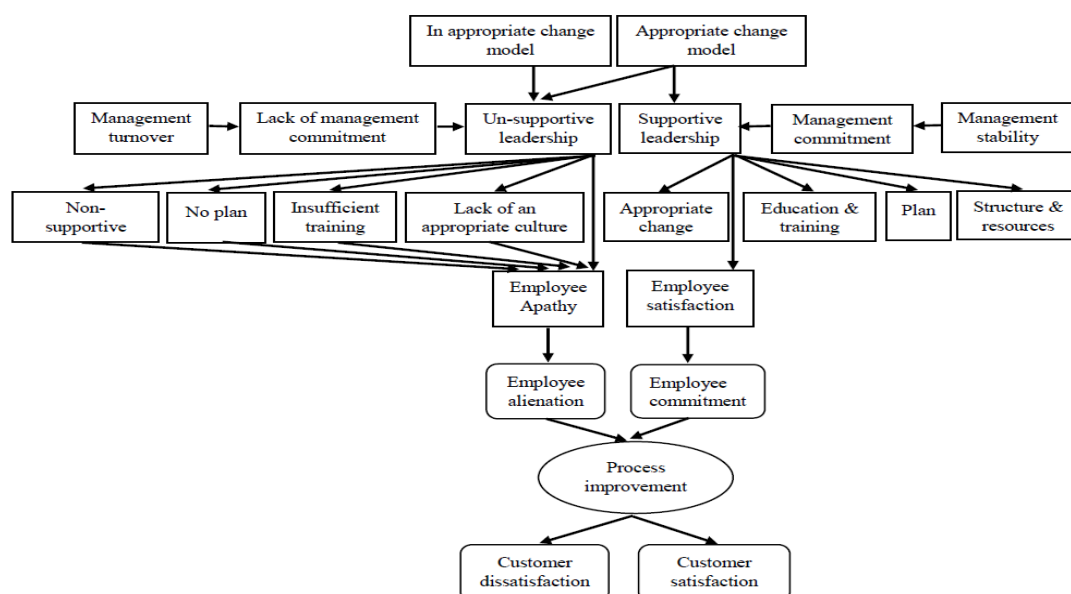 In appropriate change
model
Appropriate change
model
Management
turnover
Lack of management
commitment
Un-supportive
leadership
Supportive
leadership
Management
commitment
Management
stability
Non-
supportive
No plan
Insufficient
training
Lack of an
appropriate culture
Appropriate
change
Education &
training
Plan
Structure &
resources
Employee
Apathy
Employee
satisfaction
Employee
alienation
Employee
commitment
Process
improvement
Customer
dissatisfaction
Customer
satisfaction